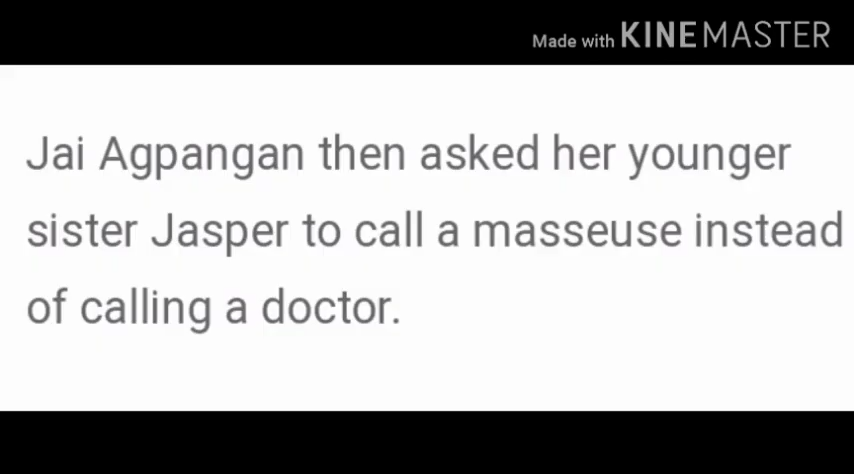 Made with KINEMASTER
Jai Agpangan then asked her younger
sister Jasper to call a masseuse instead
of calling a doctor.